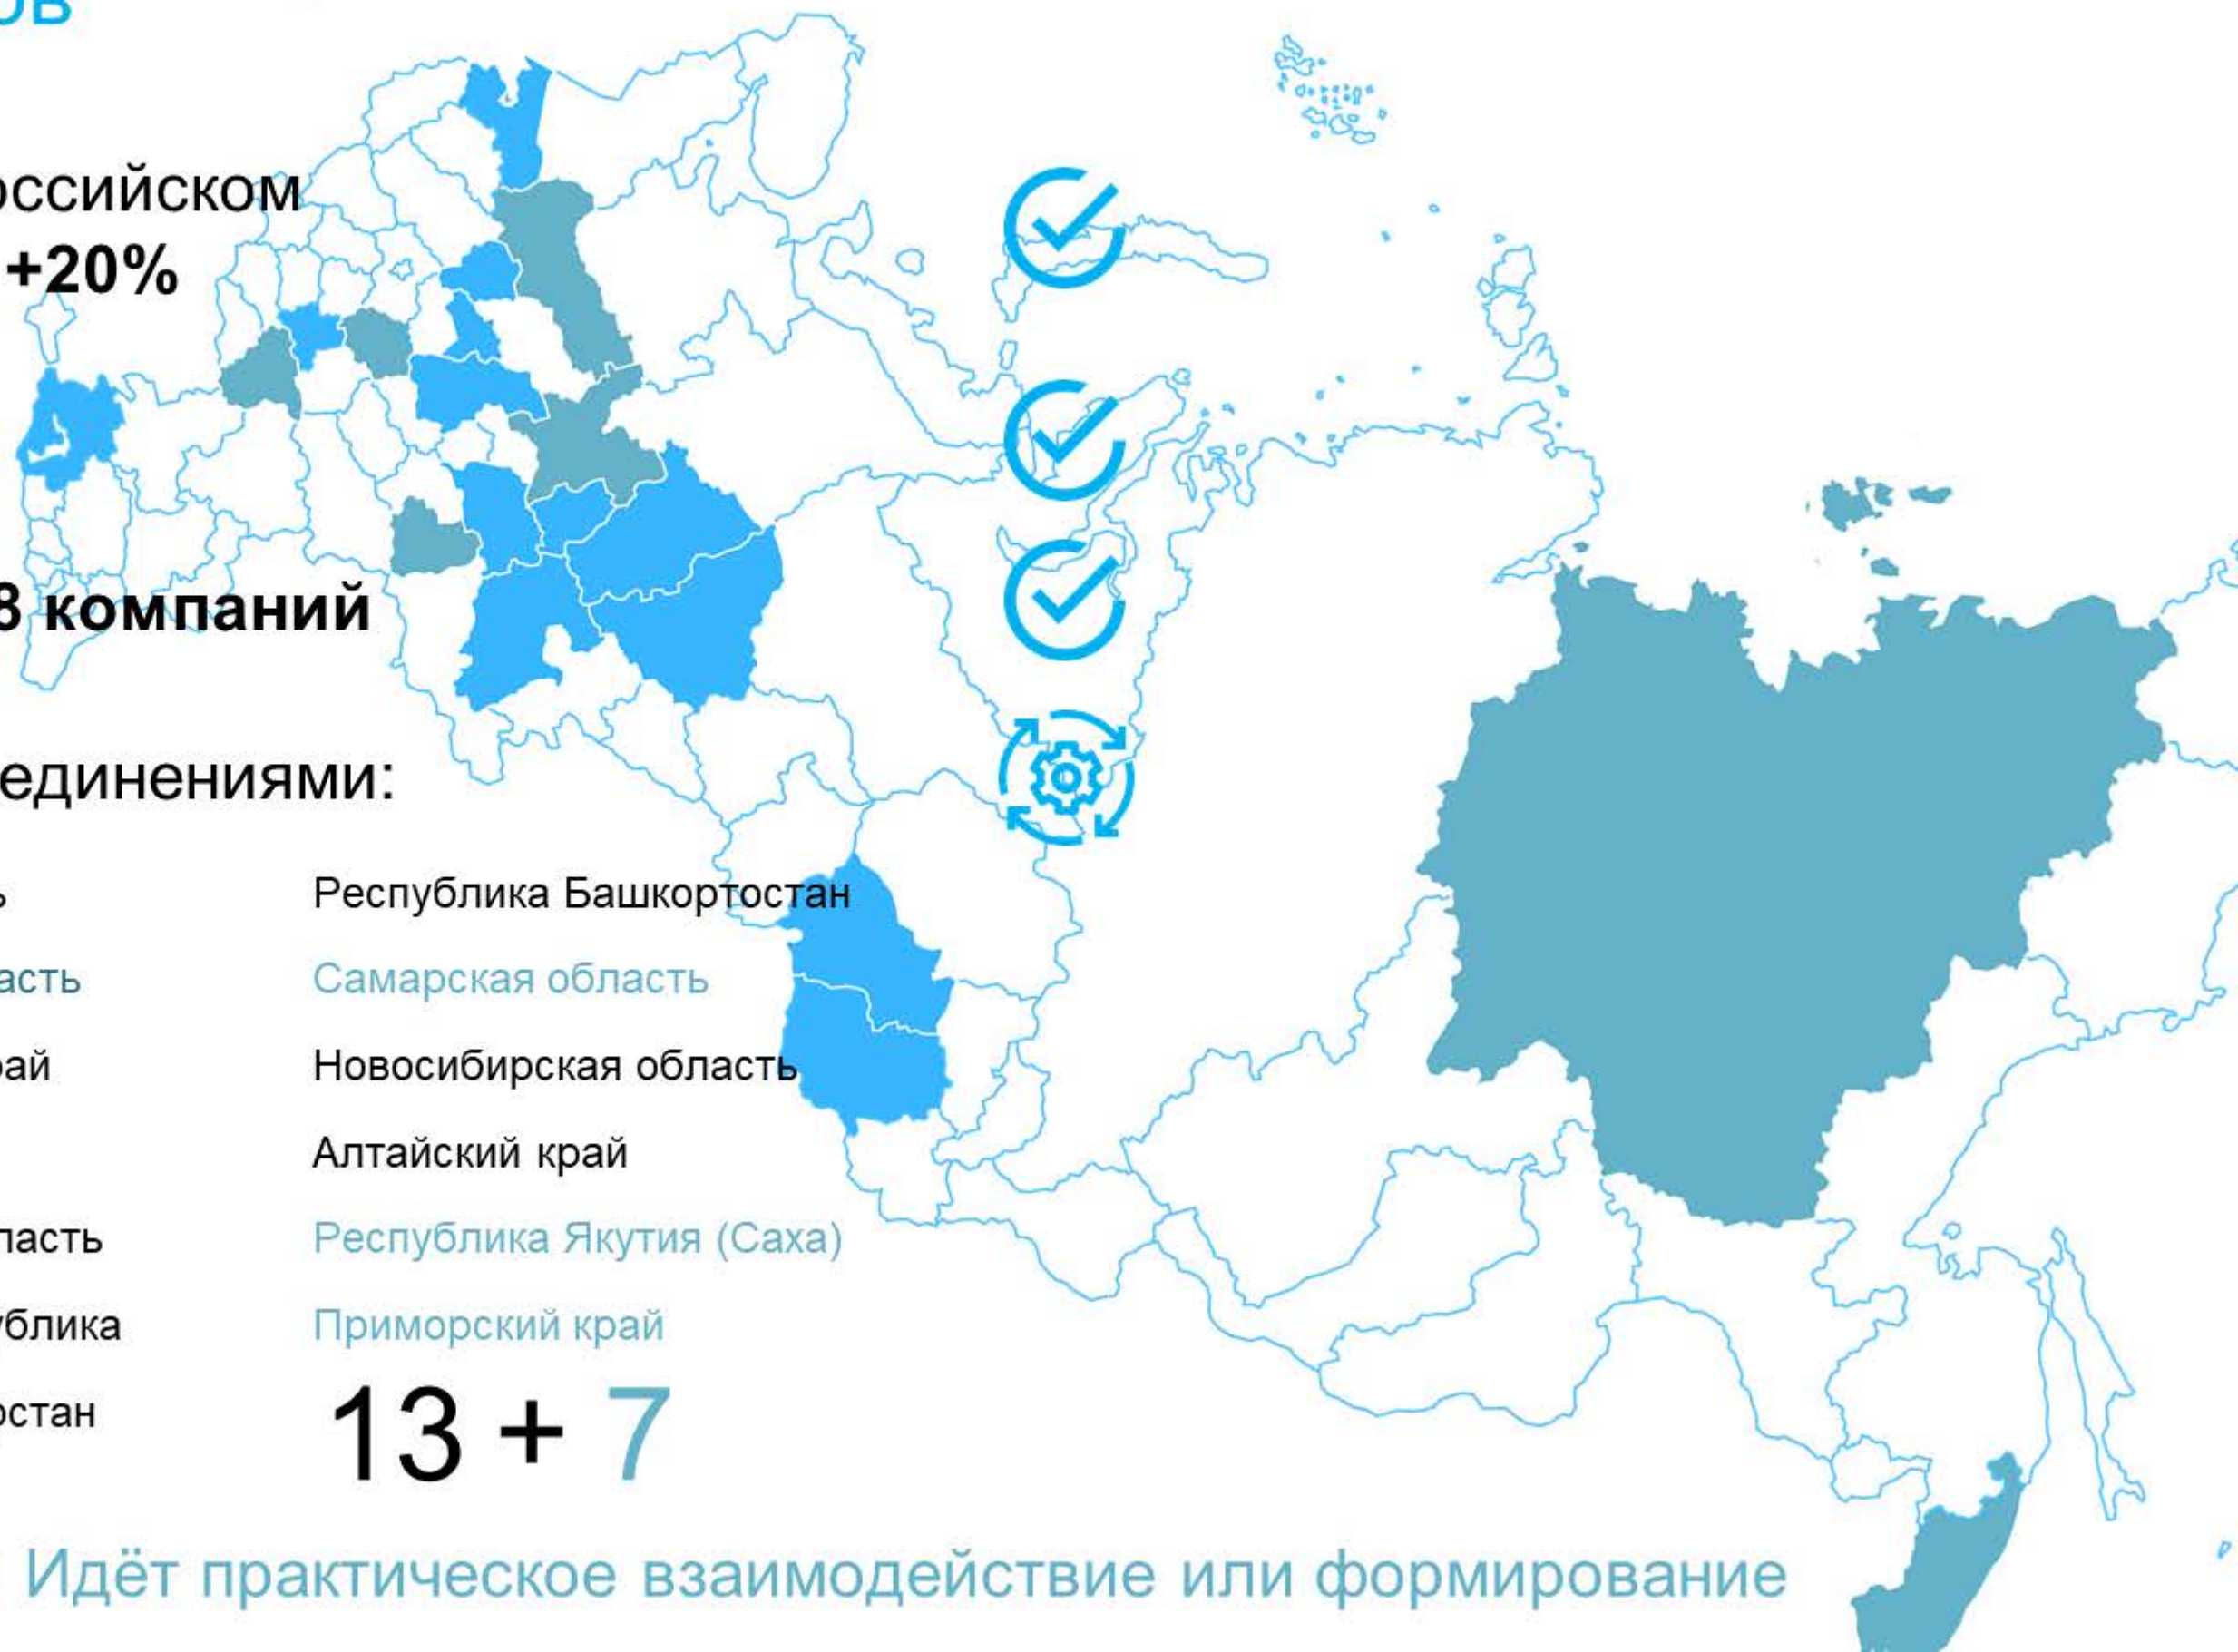 ов
оссийском
+20%
8 компаний
единениями:
ь
Республика Башкортостан
асть
Самарская область
рай
Новосибирская область
Алтайский край
ласть
Республика Якутия (Саха)
ублика
Приморский край
остан
13 + 7
Идёт практическое взаимодействие или формирование